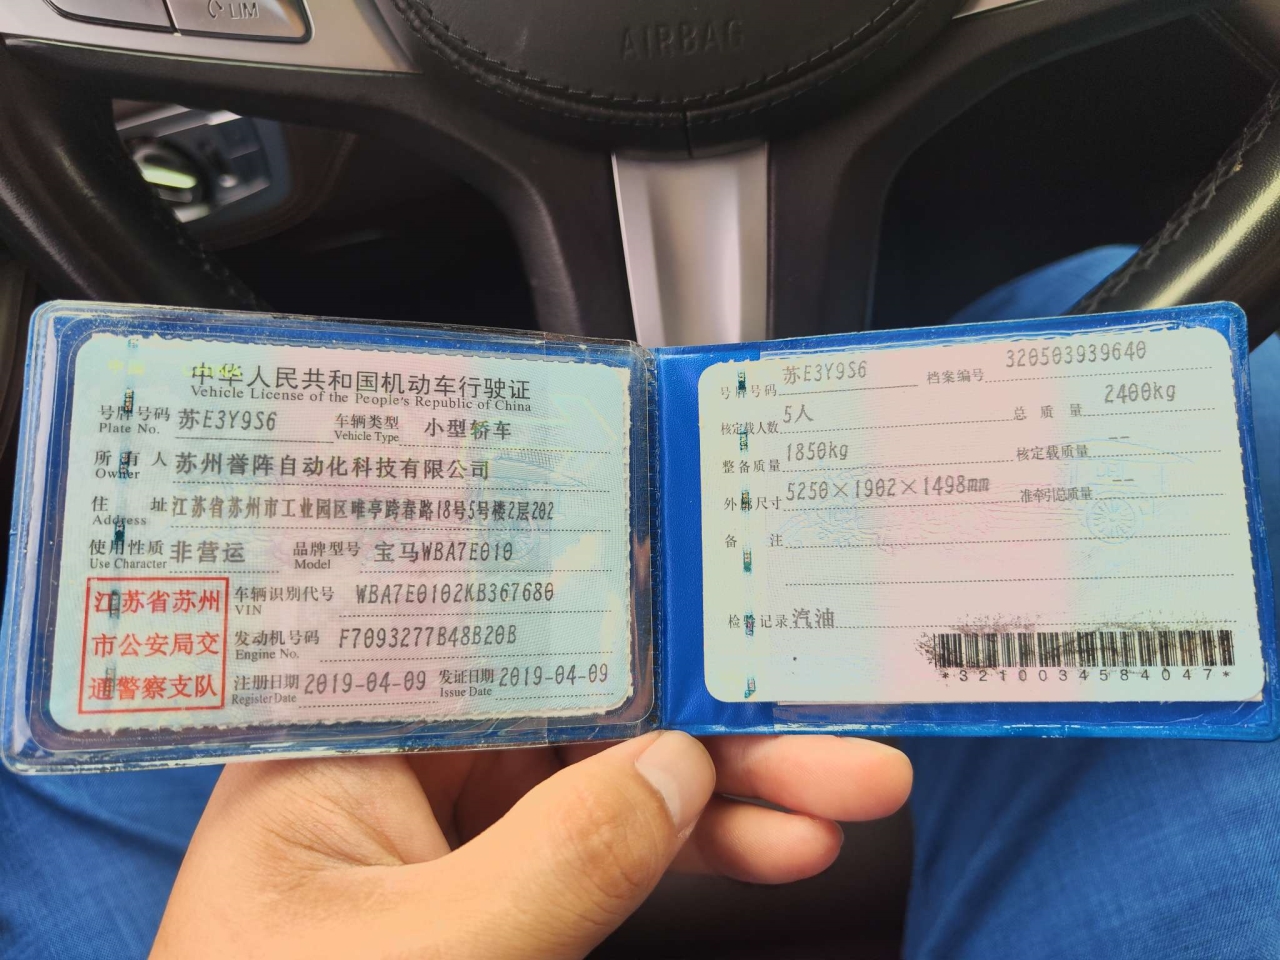 LIM
AIRBAG
中华人民共和国机动车行驶证
Vehicle License of the People's Republic of China
号牌号码 苏E3Y9S6 车辆类型 小型轿车
Plate No. Vehicle Type
所有人 苏州誉阵自动化科技有限公司
Owner
住址 江苏省苏州市工业园区唯亭跨春路18号5号楼2层202
Address
使用性质 非营运 品牌型号 宝马WBA7E010
Use Character Model
江苏省苏州
市公安局交
通警察支队
车辆识别代号 WBA7E0102KB367680
VIN
发动机号码 F7093277B48B20B
Engine No.
注册日期 2019-04-09 发证日期 2019-04-09
Register Date Issue Date
号牌号码 苏E3Y9S6 档案编号 320503939640
核定载人数 5人 总质量 2400kg
整备质量 1850kg 核定载质量 --
外廓尺寸 5250×1902×1498mm 准牵引总质量 --
备注
检验记录 汽油
*3210034584047*